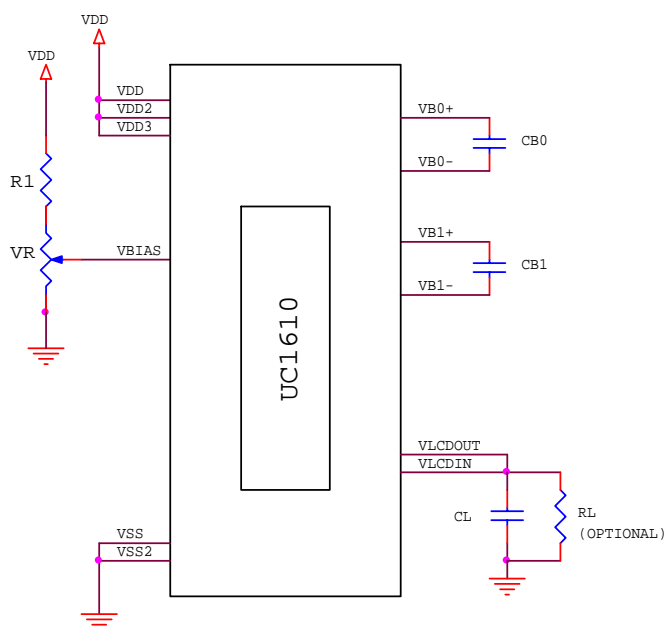 VDD
VDD
VDD
VDD2
VDD3
VB0+
CB0
VB0-
R1
VR
VBIAS
VB1+
CB1
VB1-
UC1610
VLCDOUT
VLCDIN
CL
RL
(OPTIONAL)
VSS
VSS2